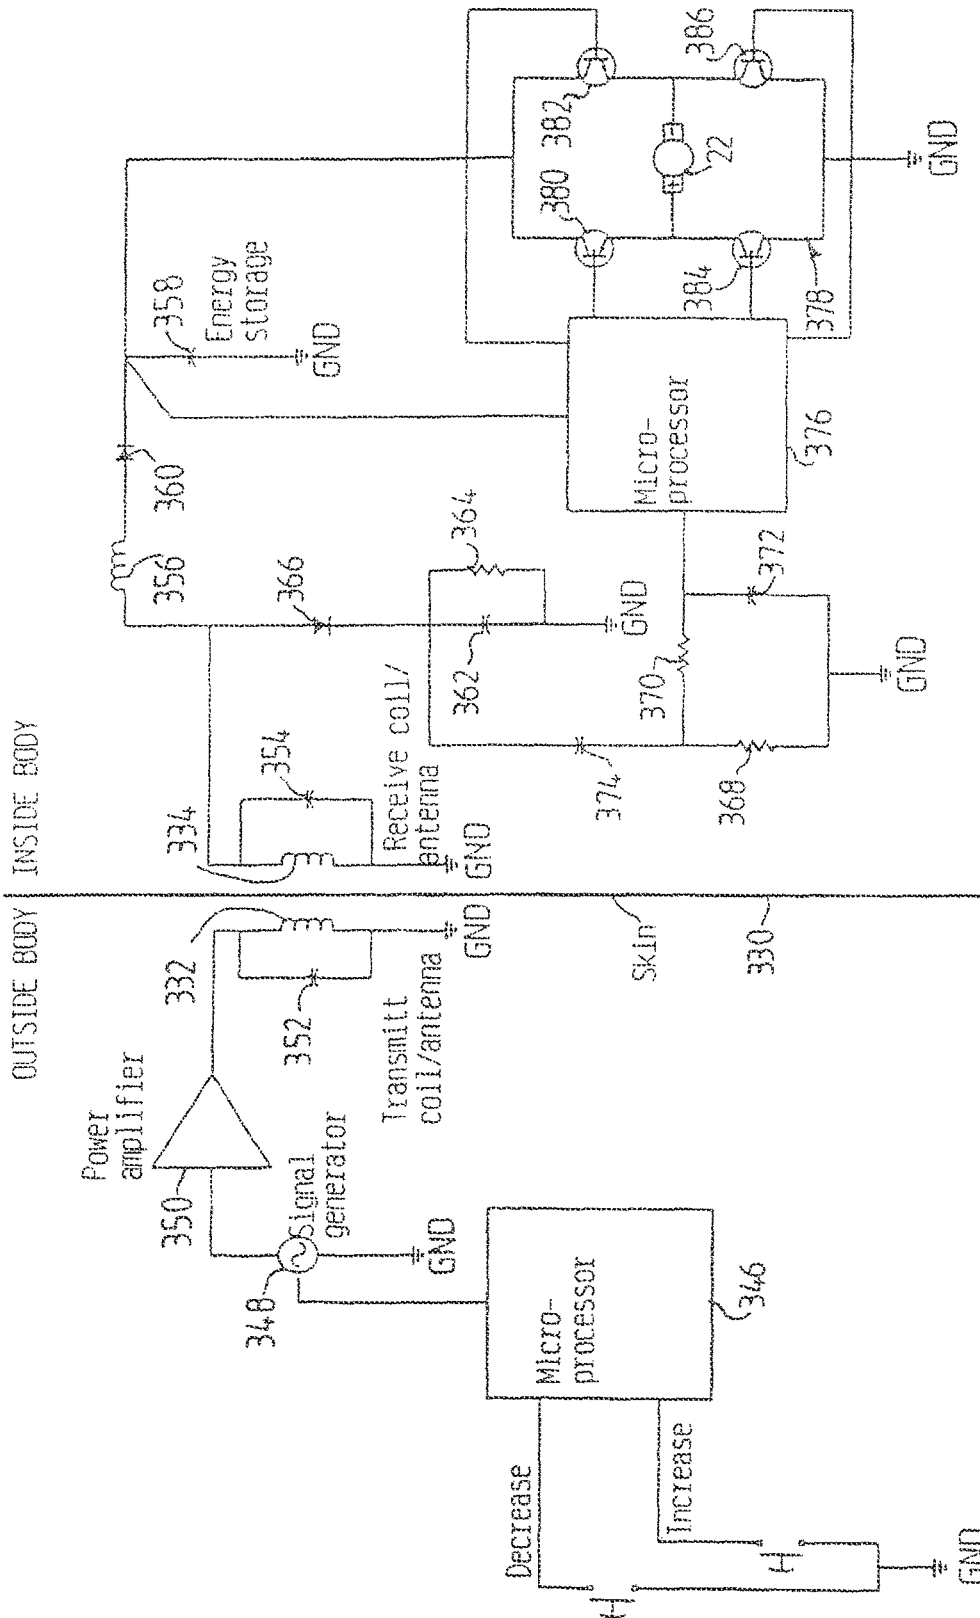 OUTSIDE BODY
INSIDE BODY
Power
amplifier
350
332
334
356
360
358
Energy
storage
GND
382
386
380
384
22
378
GND
348
Signal
generator
GND
352
Transmitt
coil/antenna
GND
354
Receive coil/
antenna
GND
366
364
362
GND
Micro-
processor
376
370
372
374
368
GND
Decrease
Increase
Micro-
processor
346
GND
Skin
330